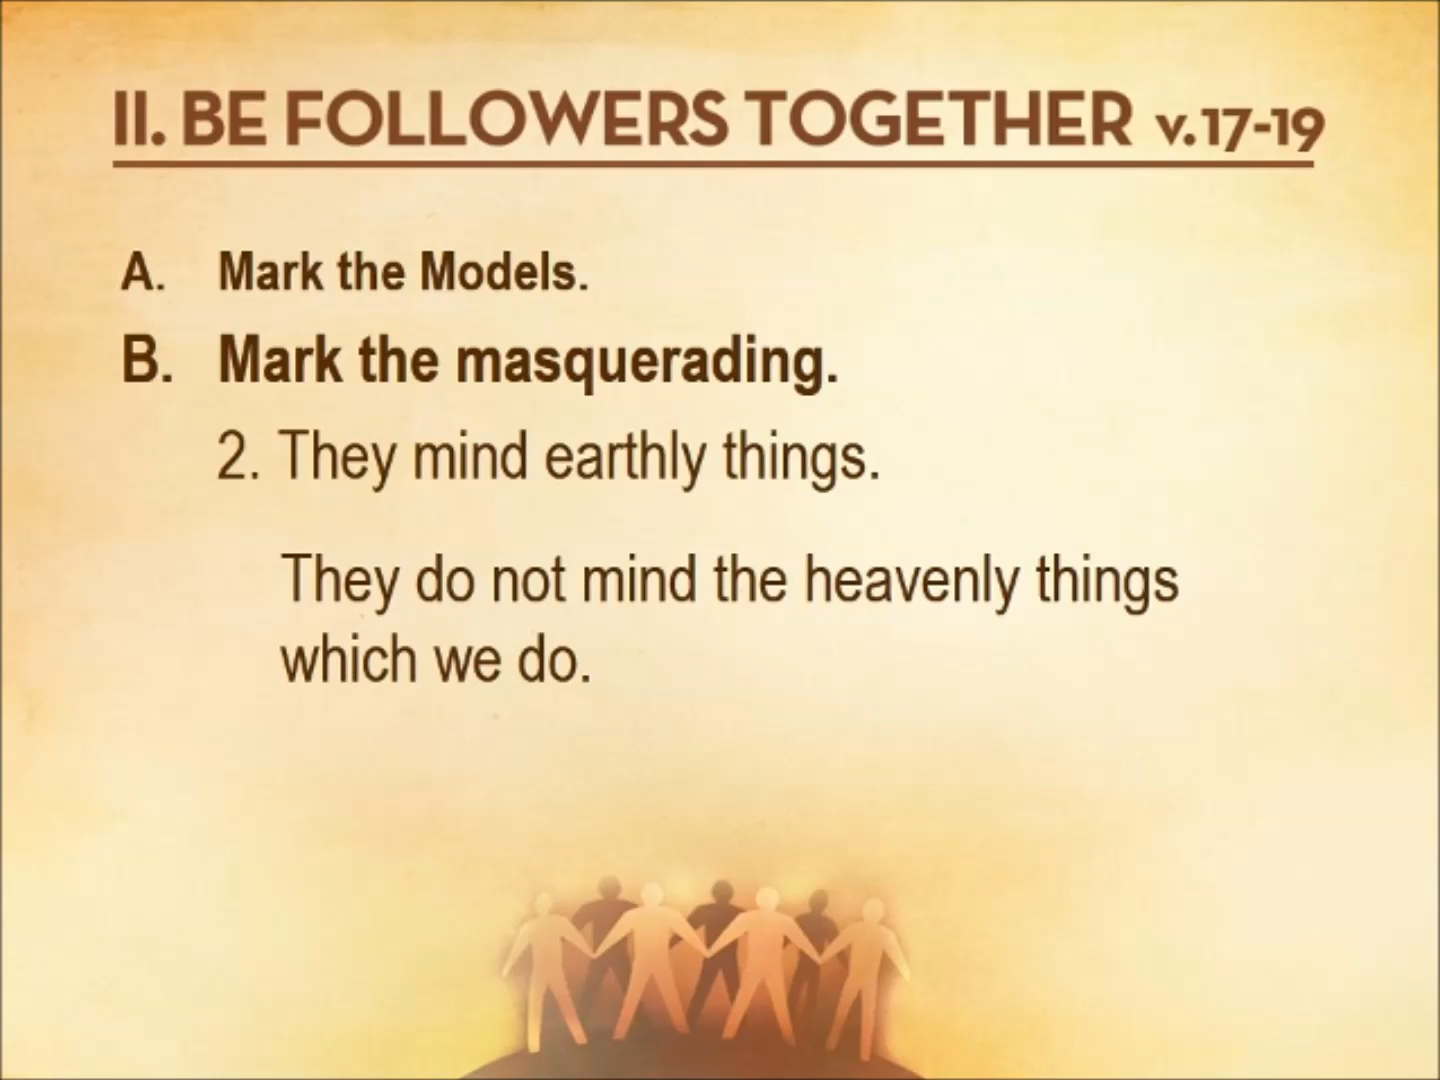 II. BE FOLLOWERS TOGETHER v.17-19
A. Mark the Models.
B. Mark the masquerading.
2. They mind earthly things.
They do not mind the heavenly things
which we do.